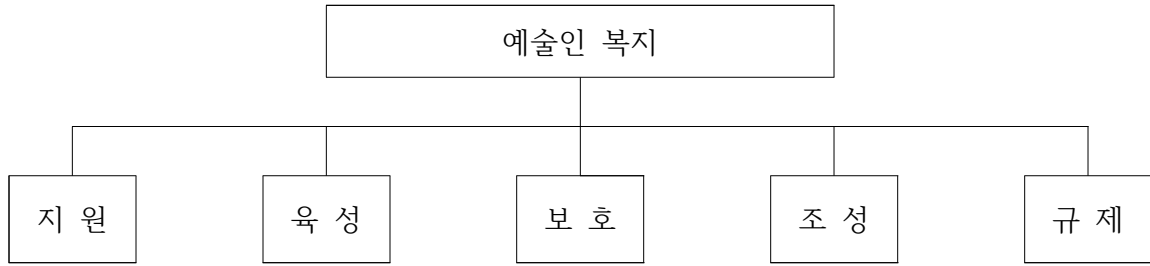 예술인 복지
지 원
육 성
보 호
조 성
규 제